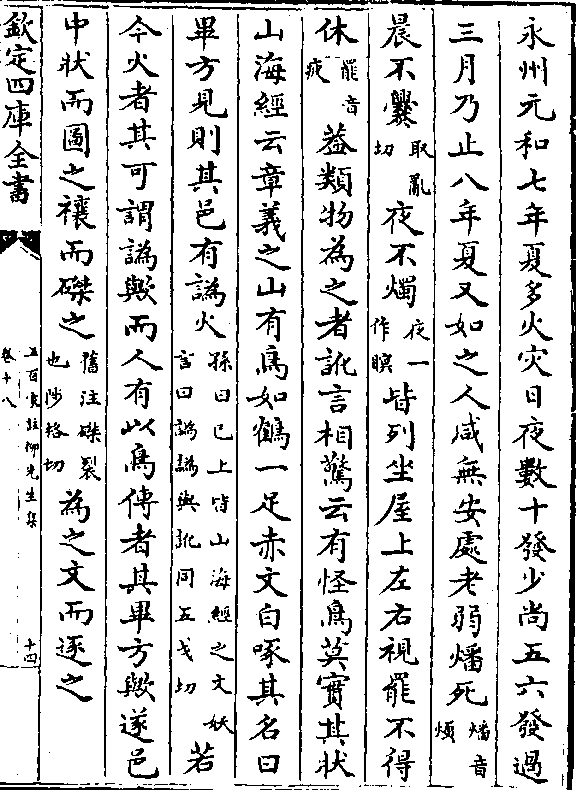 永州元和七年夏多火灾日夜數十發少尚五六發過
三月乃止八年夏又如之人咸無安處老弱燔死燔音煩
晨不爨取亂切夜不燭夜一作暝皆列坐屋上左右視罷不得
休罷音疲葢類物為之者訛言相驚云有怪鳥莫實其狀
山海經云章義之山有鳥如鶴一足赤文白喙其名曰
畢方見則其邑有譌火孫曰已上皆山海經之文妖言曰譌譌與訛同五戈切若
今火者其可謂譌歟而人有以鳥傳者其畢方歟遂邑
中狀而圖之禳而磔之舊注磔裂也陟格切為之文而逐之
欽定四庫全書
五百家註柳先生集
卷十八
十四